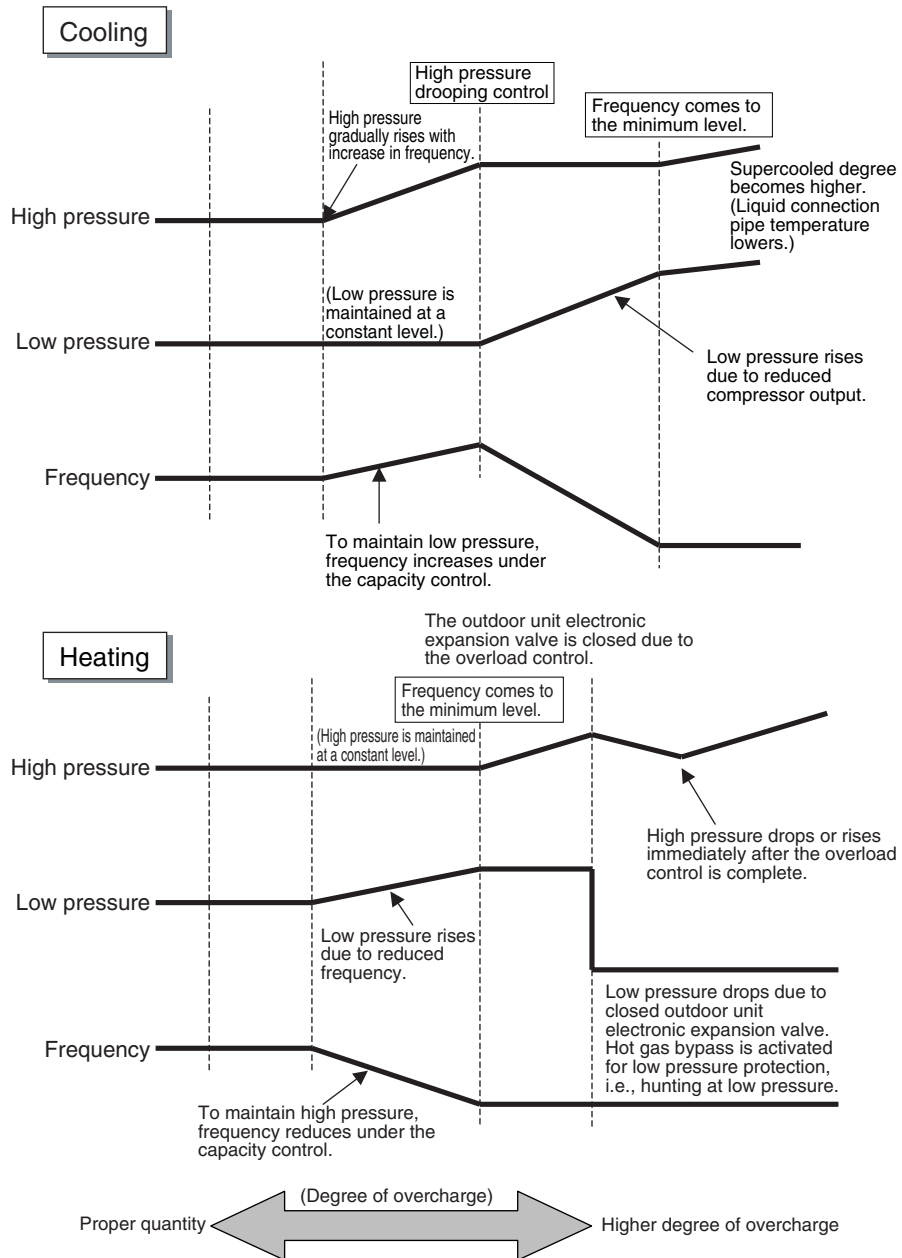 Cooling
High pressure
drooping control
Frequency comes to
the minimum level.
High pressure
gradually rises with
increase in frequency.
Supercooled degree
becomes higher.
(Liquid connection
pipe temperature
lowers.)
High pressure
(Low pressure is
maintained at a
constant level.)
Low pressure
Low pressure rises
due to reduced
compressor output.
Frequency
To maintain low pressure,
frequency increases under
the capacity control.
The outdoor unit electronic
expansion valve is closed due to
the overload control.
Heating
Frequency comes to
the minimum level.
(High pressure is maintained
at a constant level.)
High pressure
High pressure drops or rises
immediately after the overload
control is complete.
Low pressure
Low pressure rises
due to reduced
frequency.
Low pressure drops due to
closed outdoor unit
electronic expansion valve.
Hot gas bypass is activated
for low pressure protection,
i.e., hunting at low pressure.
Frequency
To maintain high pressure,
frequency reduces under the
capacity control.
(Degree of overcharge)
Proper quantity
Higher degree of overcharge